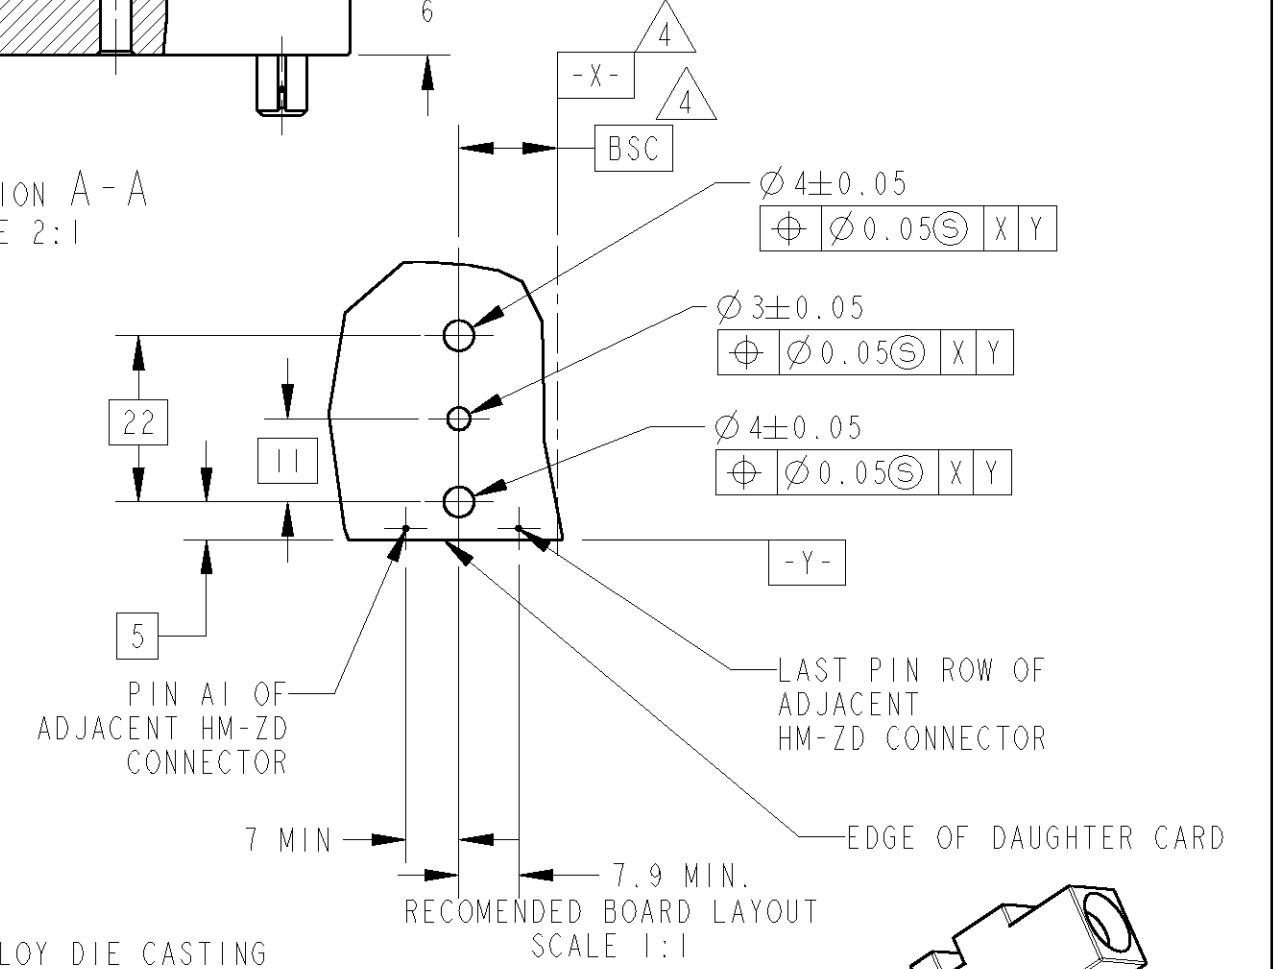 6
4
-X-
4
BSC
ION A-A
E 2:1
Ø4±0.05
⌖ Ø0.05Ⓢ X Y
Ø3±0.05
⌖ Ø0.05Ⓢ X Y
22
11
Ø4±0.05
⌖ Ø0.05Ⓢ X Y
-Y-
5
PIN A1 OF
ADJACENT HM-ZD
CONNECTOR
LAST PIN ROW OF
ADJACENT
HM-ZD CONNECTOR
7 MIN
EDGE OF DAUGHTER CARD
7.9 MIN.
RECOMENDED BOARD LAYOUT
SCALE 1:1
LOY DIE CASTING